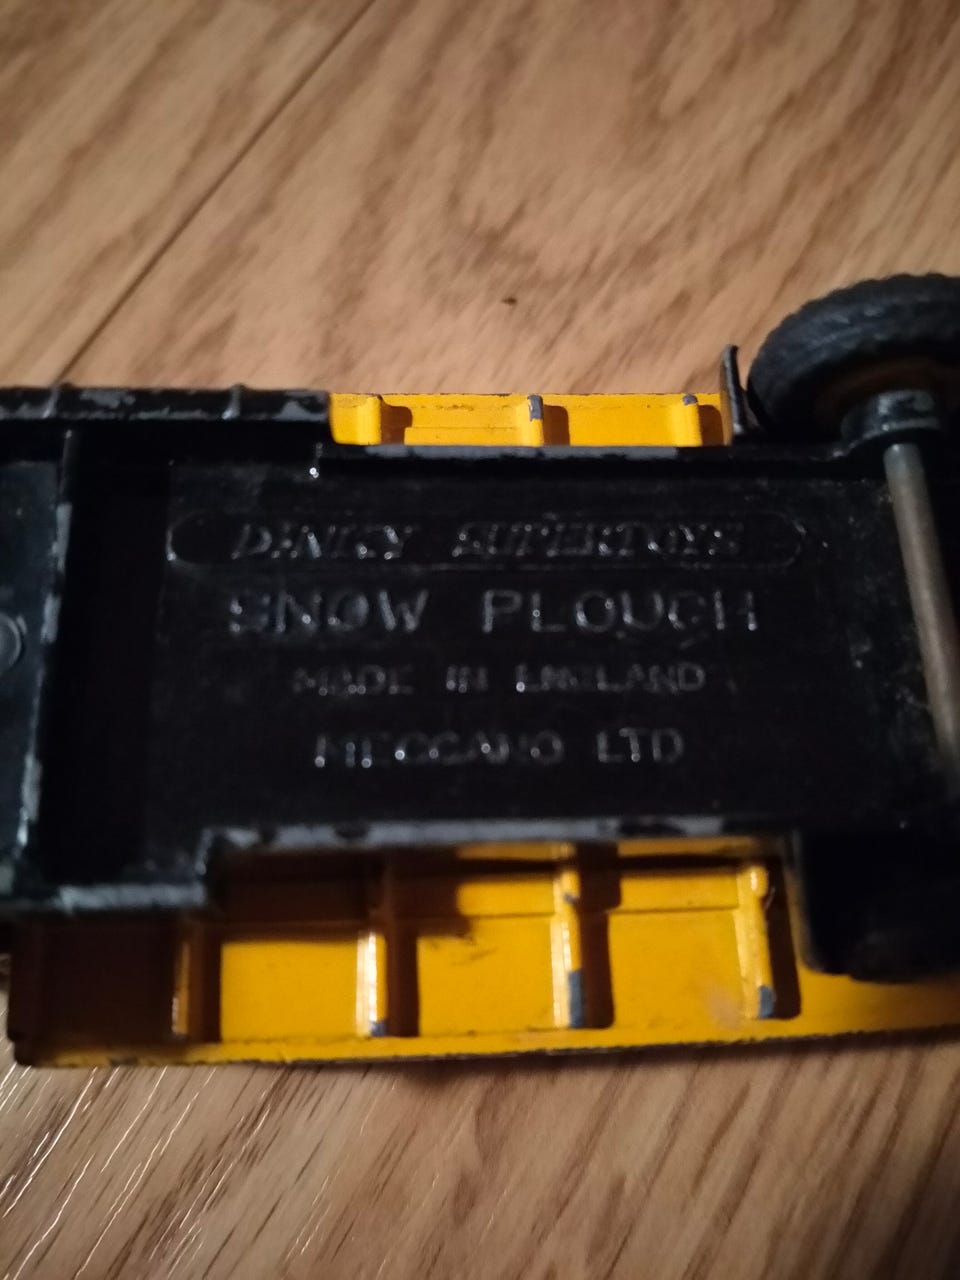 DINKY SUPERTOYS
SNOW PLOUGH
MADE IN ENGLAND
MECCANO LTD